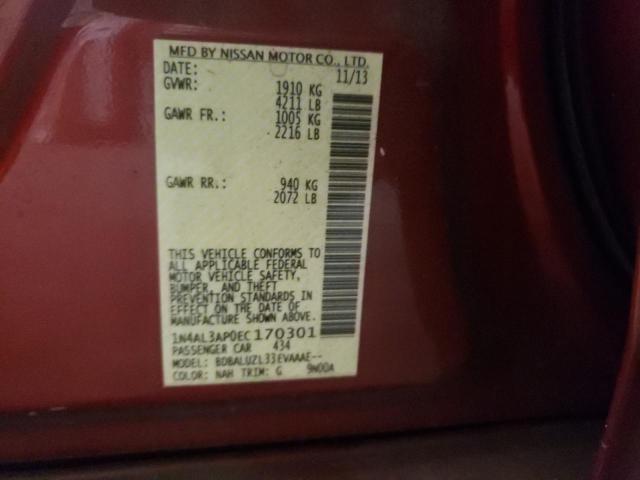 MFD BY NISSAN MOTOR CO., LTD.
DATE: 11/13
GVWR: 1910 KG
4211 LB
GAWR FR.: 1005 KG
2216 LB
GAWR RR.: 940 KG
2072 LB
THIS VEHICLE CONFORMS TO
ALL APPLICABLE FEDERAL
MOTOR VEHICLE SAFETY,
BUMPER, AND THEFT
PREVENTION STANDARDS IN
EFFECT ON THE DATE OF
MANUFACTURE SHOWN ABOVE.
1N4AL3AP0EC170301
PASSENGER CAR 434
MODEL: BDBALUZL33EVAAAE--
COLOR: NAH TRIM: G 9N00A